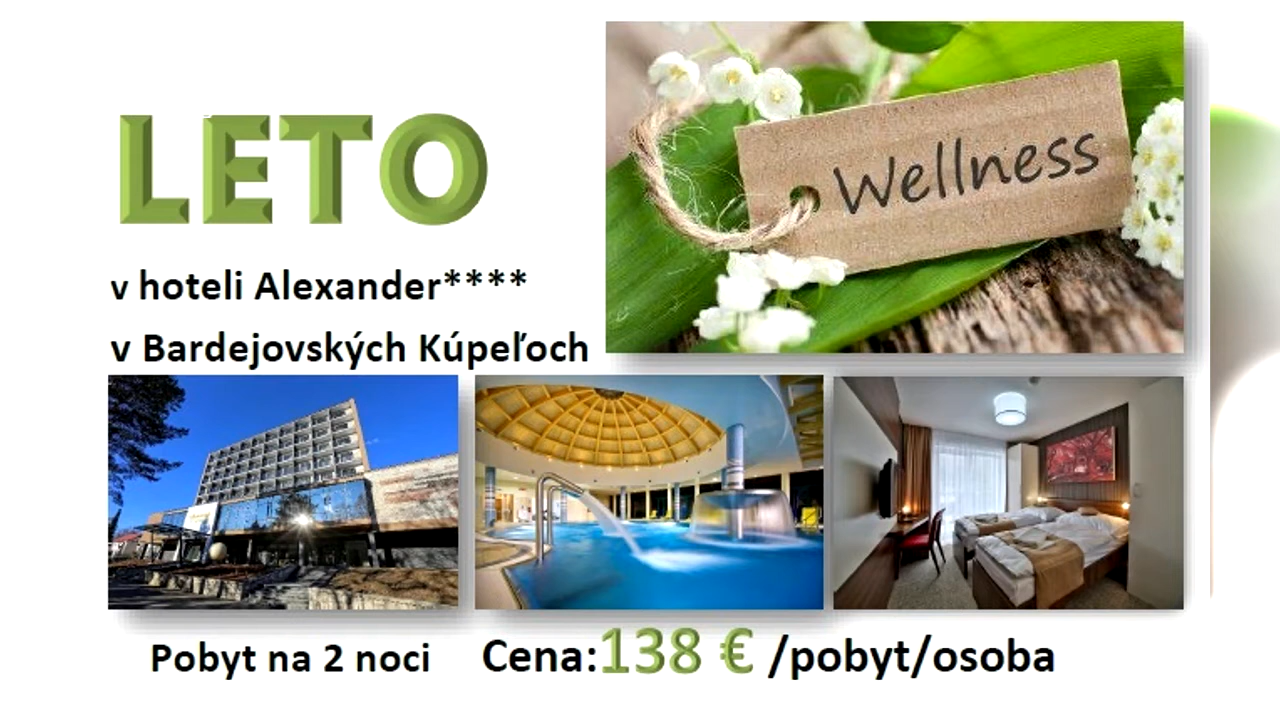 LETO
Wellness
v hoteli Alexander****
v Bardejovských Kúpeľoch
Pobyt na 2 noci
Cena:138 € /pobyt/osoba